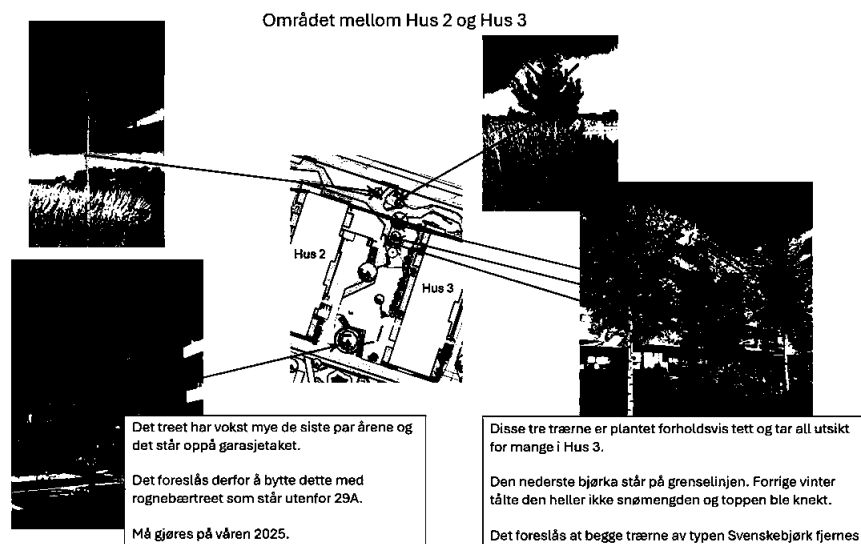 Området mellom Hus 2 og Hus 3
Hus 2
Hus 3
Det treet har vokst mye de siste par årene og
det står oppå garasjetaket.
Det foreslås derfor å bytte dette med
rognebærtreet som står utenfor 29A.
Må gjøres på våren 2025.
Disse tre trærne er plantet forholdsvis tett og tar all utsikt
for mange i Hus 3.
Den nederste bjørka står på grenselinjen. Forrige vinter
tålte den heller ikke snømengden og toppen ble knekt.
Det foreslås at begge trærne av typen Svenskebjørk fjernes